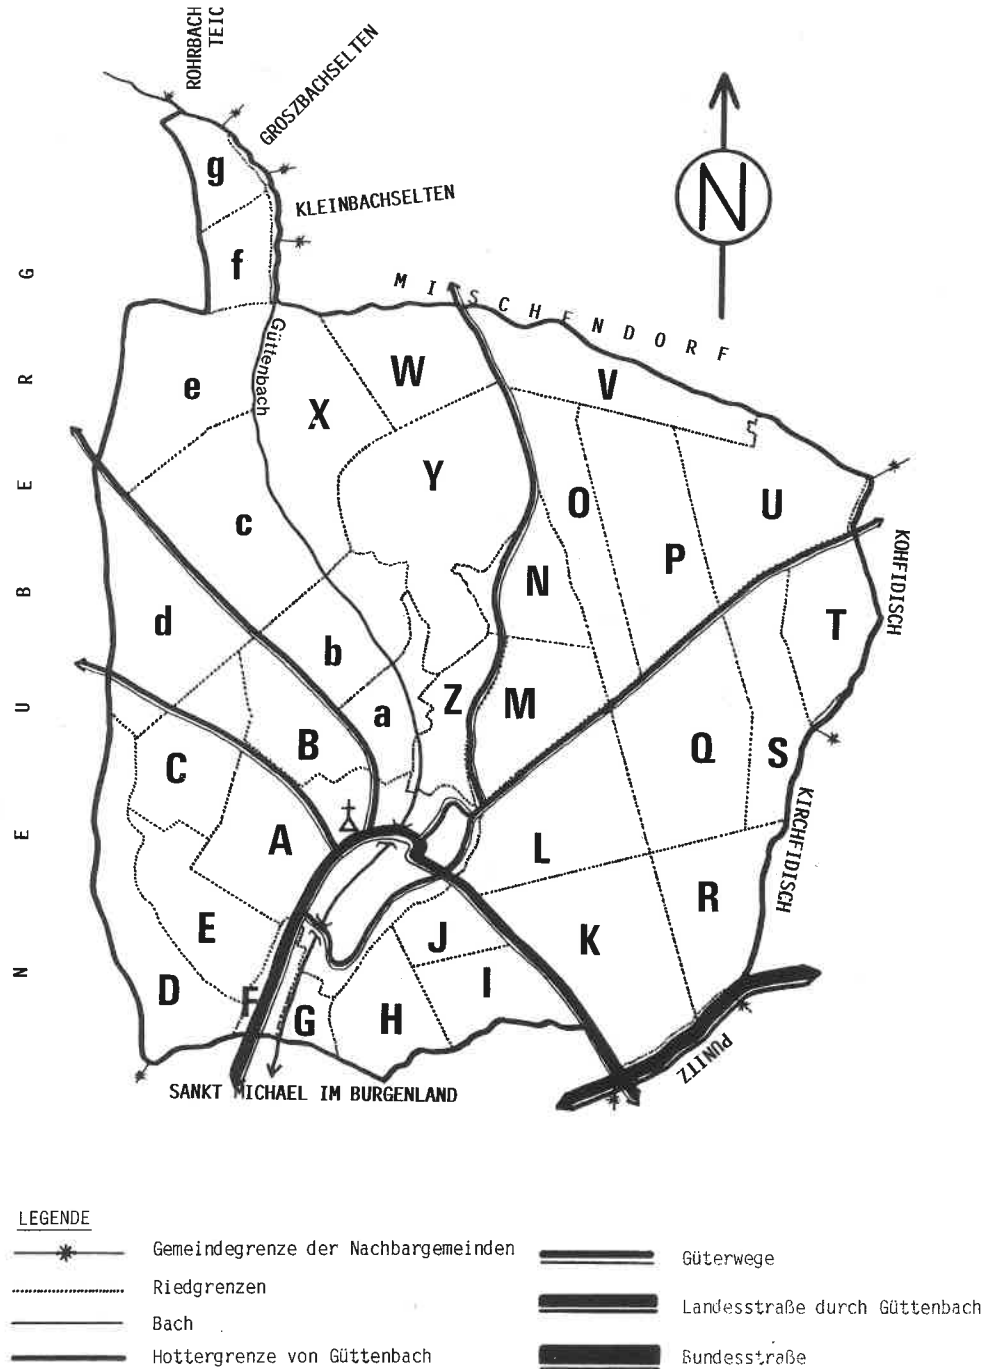 ROHRBACH
TEIC
GROSZBACHSELTEN
g
KLEINBACHSELTEN
N
f
MISCHENDORF
Güttenbach
NEUBERG
W
V
e
X
Y
O
U
c
P
KOHFIDISCH
N
d
T
b
Z
M
a
B
Q
S
C
KIRCHFIDISCH
A
L
R
E
J
K
D
F
I
G
H
PUNITZ
SANKT MICHAEL IM BURGENLAND
LEGENDE
Gemeindegrenze der Nachbargemeinden
Riedgrenzen
Bach
Hottergrenze von Güttenbach
Güterwege
Landesstraße durch Güttenbach
Bundesstraße